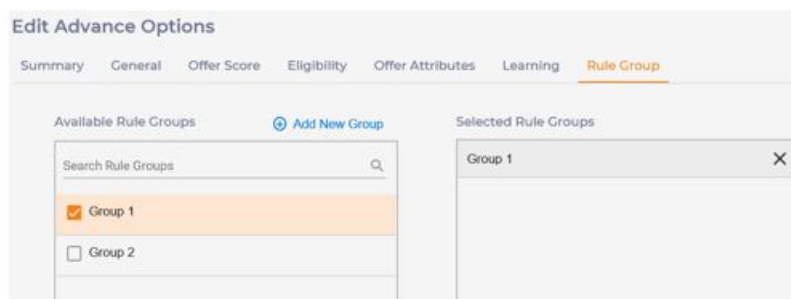 Edit Advance Options
Summary General Offer Score Eligibility Offer Attributes Learning Rule Group
Available Rule Groups Add New Group Selected Rule Groups
Search Rule Groups Group 1
Group 1
Group 2